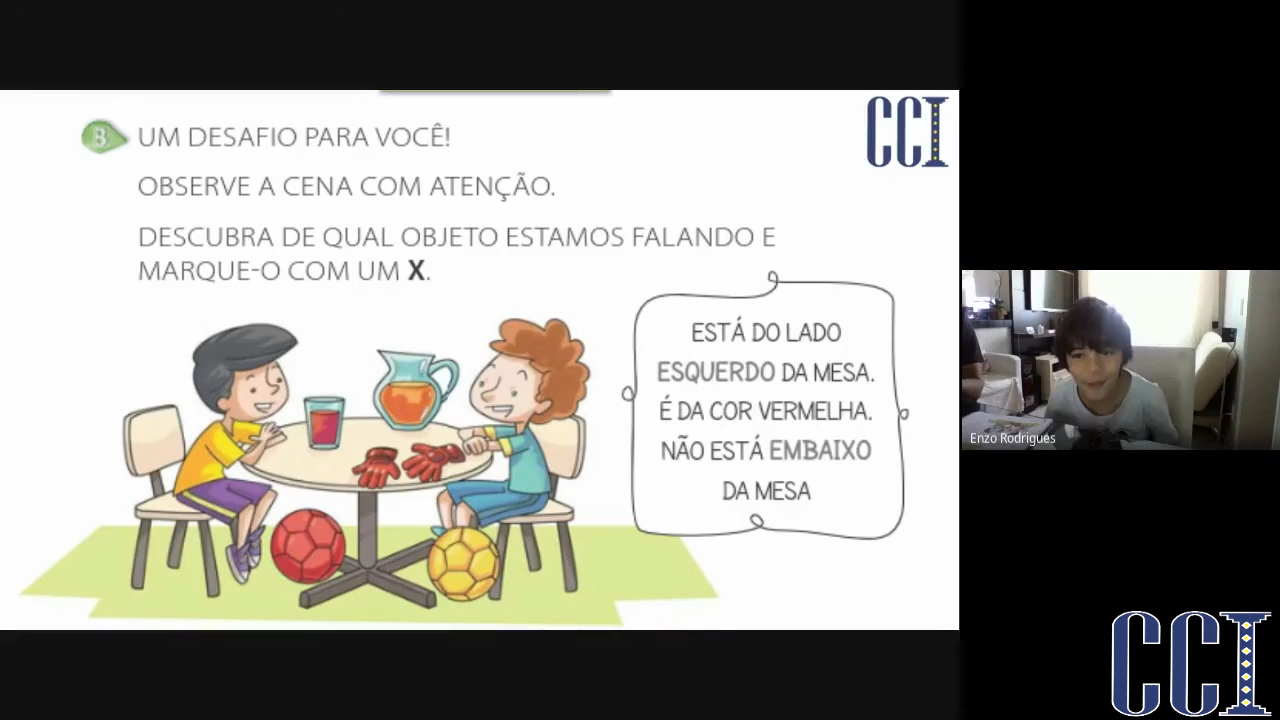 B.
UM DESAFIO PARA VOCÊ!
OBSERVE A CENA COM ATENÇÃO.
DESCUBRA DE QUAL OBJETO ESTAMOS FALANDO E
MARQUE-O COM UM X.
ESTÁ DO LADO
ESQUERDO DA MESA.
É DA COR VERMELHA.
NÃO ESTÁ EMBAIXO
DA MESA
CCI
Enzo Rodrigues
CCI